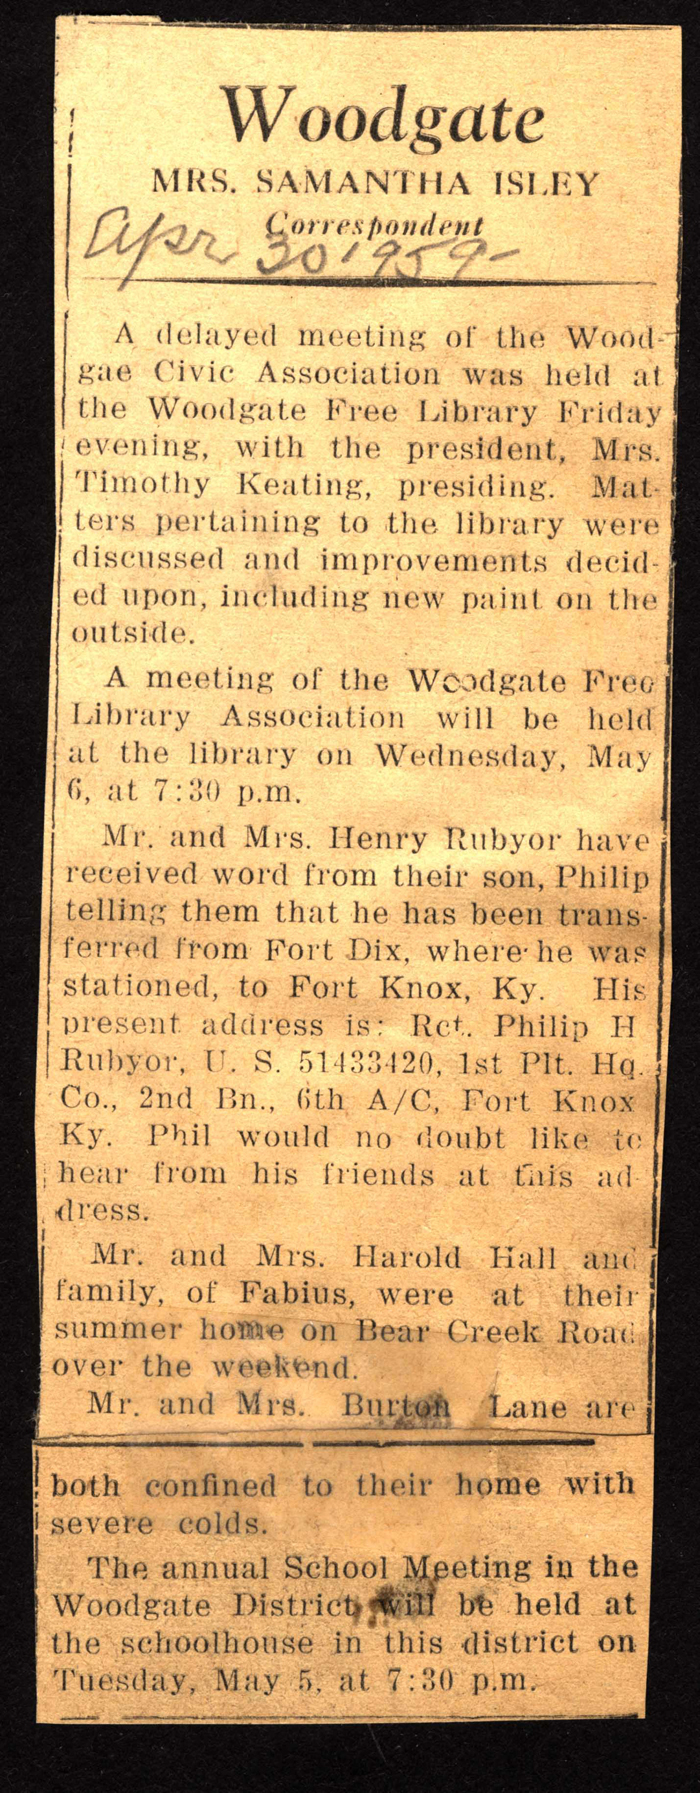 Woodgate
MRS. SAMANTHA ISLEY
Correspondent
Apr 30 1959
A delayed meeting of the Wood-
gae Civic Association was held at
the Woodgate Free Library Friday
evening, with the president, Mrs.
Timothy Keating, presiding. Mat-
ters pertaining to the library were
discussed and improvements decid-
ed upon, including new paint on the
outside.
A meeting of the Woodgate Free
Library Association will be held
at the library on Wednesday, May
6, at 7:30 p.m.
Mr. and Mrs. Henry Rubyor have
received word from their son, Philip
telling them that he has been trans-
ferred from Fort Dix, where he was
stationed, to Fort Knox, Ky. His
present address is: Rct. Philip H
Rubyor, U. S. 51433420, 1st Plt. Hq.
Co., 2nd Bn., 6th A/C, Fort Knox
Ky. Phil would no doubt like to
hear from his friends at this ad-
dress.
Mr. and Mrs. Harold Hall and
family, of Fabius, were at their
summer home on Bear Creek Road
over the weekend.
Mr. and Mrs. Burton Lane are
both confined to their home with
severe colds.
The annual School Meeting in the
Woodgate District will be held at
the schoolhouse in this district on
Tuesday, May 5, at 7:30 p.m.